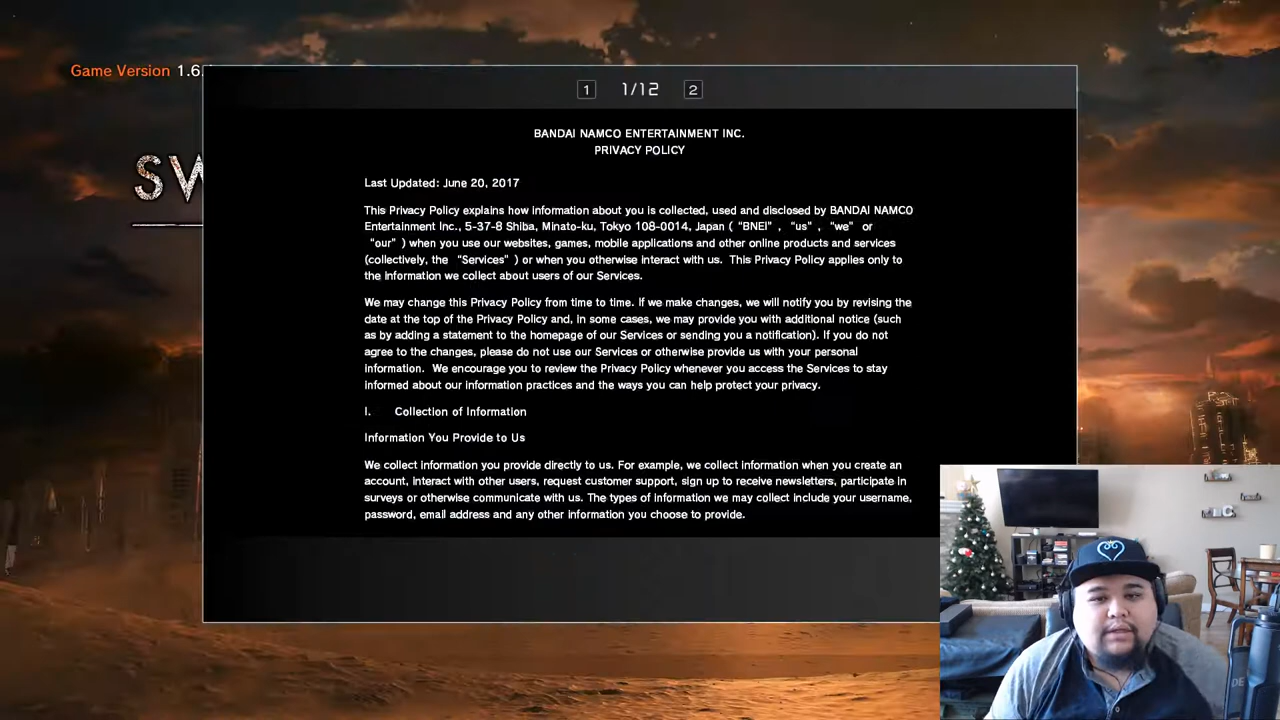 Game Version 1.6.
1 1/12 2
SW
BANDAI NAMCO ENTERTAINMENT INC.
PRIVACY POLICY
Last Updated: June 20, 2017
This Privacy Policy explains how information about you is collected, used and disclosed by BANDAI NAMCO
Entertainment Inc., 5-37-8 Shiba, Minato-ku, Tokyo 108-0014, Japan ( “BNEI” , “us” , “we” or
“our” ) when you use our websites, games, mobile applications and other online products and services
(collectively, the “Services” ) or when you otherwise interact with us. This Privacy Policy applies only to
the information we collect about users of our Services.
We may change this Privacy Policy from time to time. If we make changes, we will notify you by revising the
date at the top of the Privacy Policy and, in some cases, we may provide you with additional notice (such
as by adding a statement to the homepage of our Services or sending you a notification). If you do not
agree to the changes, please do not use our Services or otherwise provide us with your personal
information. We encourage you to review the Privacy Policy whenever you access the Services to stay
informed about our information practices and the ways you can help protect your privacy.
I. Collection of Information
Information You Provide to Us
We collect information you provide directly to us. For example, we collect information when you create an
account, interact with other users, request customer support, sign up to receive newsletters, participate in
surveys or otherwise communicate with us. The types of information we may collect include your username,
password, email address and any other information you choose to provide.